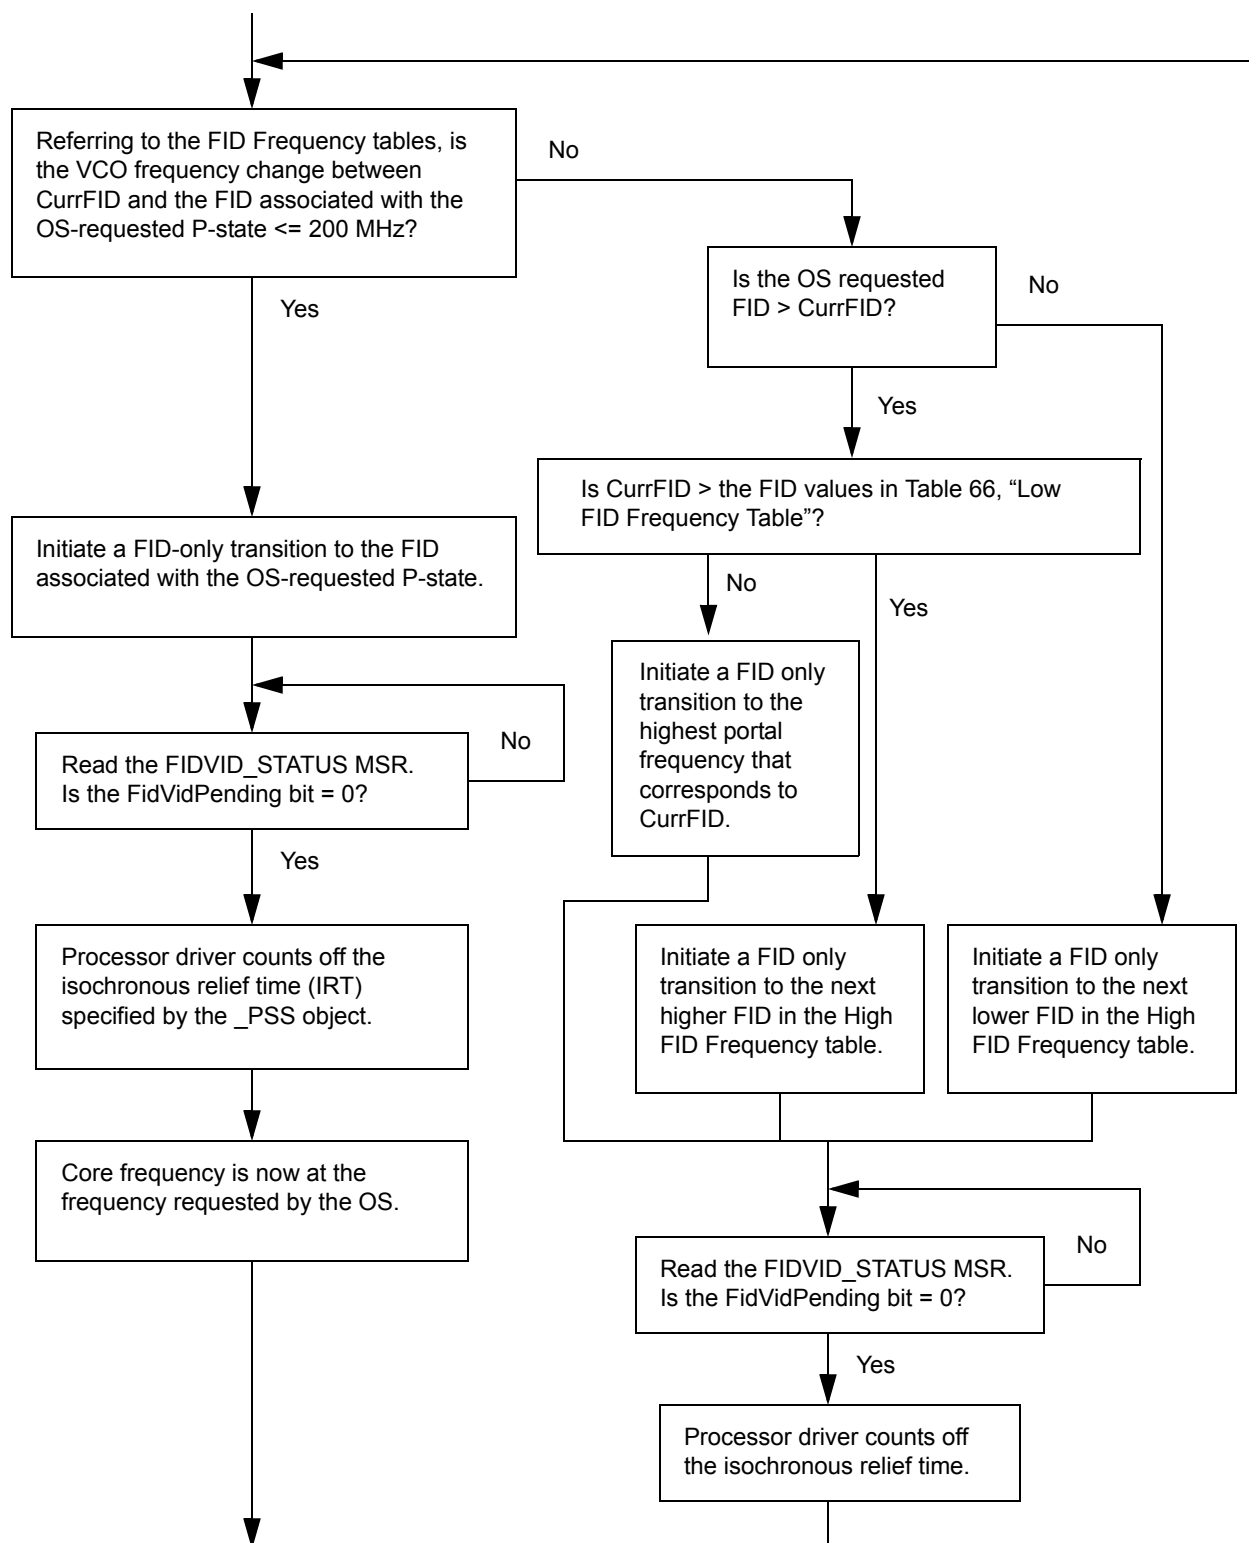 Referring to the FID Frequency tables, is
the VCO frequency change between
CurrFID and the FID associated with the
OS-requested P-state <= 200 MHz?
No
Yes
Is the OS requested
FID > CurrFID?
No
Yes
Is CurrFID > the FID values in Table 66, “Low
FID Frequency Table”?
No
Yes
Initiate a FID-only transition to the FID
associated with the OS-requested P-state.
Initiate a FID only
transition to the
highest portal
frequency that
corresponds to
CurrFID.
Read the FIDVID_STATUS MSR.
Is the FidVidPending bit = 0?
No
Yes
Processor driver counts off the
isochronous relief time (IRT)
specified by the _PSS object.
Initiate a FID only
transition to the next
higher FID in the High
FID Frequency table.
Initiate a FID only
transition to the next
lower FID in the High
FID Frequency table.
Core frequency is now at the
frequency requested by the OS.
Read the FIDVID_STATUS MSR.
Is the FidVidPending bit = 0?
No
Yes
Processor driver counts off
the isochronous relief time.